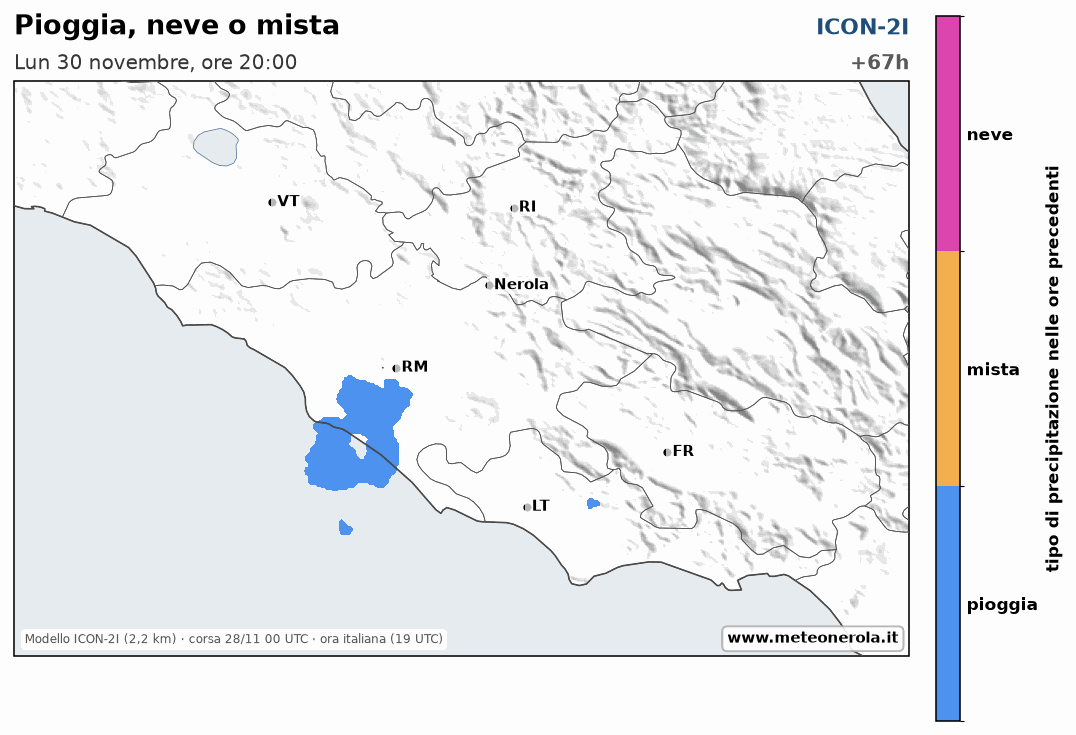 Pioggia, neve o mista
ICON-2I
Lun 30 novembre, ore 20:00
+67h
neve
mista
pioggia
tipo di precipitazione nelle ore precedenti
VT
RI
Nerola
RM
FR
LT
Modello ICON-2I (2,2 km) · corsa 28/11 00 UTC · ora italiana (19 UTC)
www.meteonerola.it